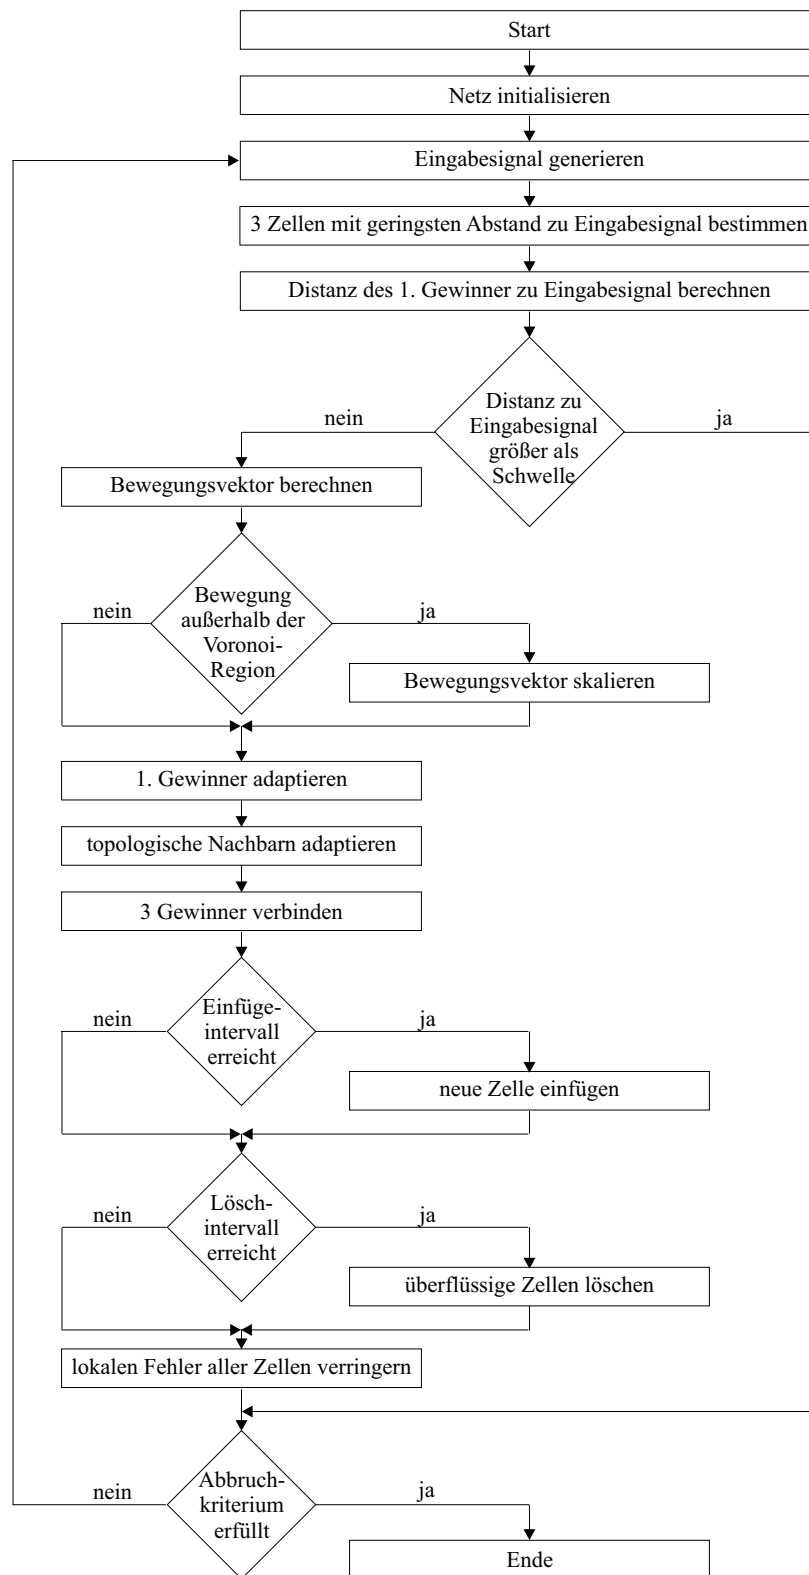 Start
Netz initialisieren
Eingabesignal generieren
3 Zellen mit geringsten Abstand zu Eingabesignal bestimmen
Distanz des 1. Gewinner zu Eingabesignal berechnen
nein
Distanz zu
Eingabesignal
größer als
Schwelle
ja
Bewegungsvektor berechnen
nein
Bewegung
außerhalb der
Voronoi-
Region
ja
Bewegungsvektor skalieren
1. Gewinner adaptieren
topologische Nachbarn adaptieren
3 Gewinner verbinden
nein
Einfüge-
intervall
erreicht
ja
neue Zelle einfügen
nein
Lösch-
intervall
erreicht
ja
überflüssige Zellen löschen
lokalen Fehler aller Zellen verringern
nein
Abbruch-
kriterium
erfüllt
ja
Ende